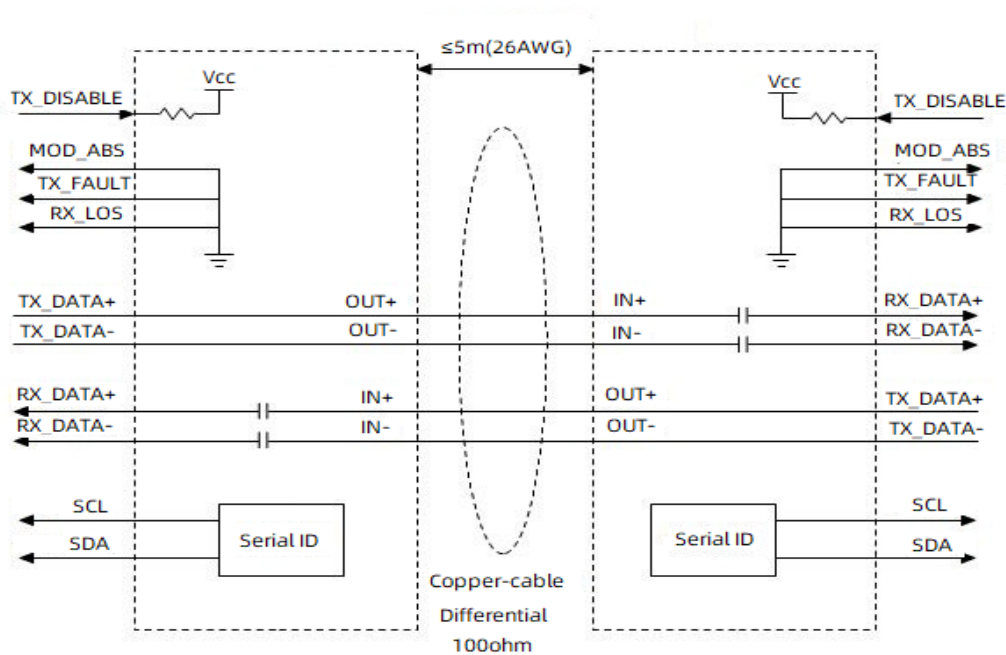 ≤5m(26AWG)
Vcc
Vcc
TX_DISABLE
TX_DISABLE
MOD_ABS
MOD_ABS
TX_FAULT
TX_FAULT
RX_LOS
RX_LOS
TX_DATA+ OUT+ IN+ RX_DATA+
TX_DATA- OUT- IN- RX_DATA-
RX_DATA+ IN+ OUT+ TX_DATA+
RX_DATA- IN- OUT- TX_DATA-
SCL
SCL
Serial ID
Serial ID
SDA
SDA
Copper-cable
Differential
100ohm